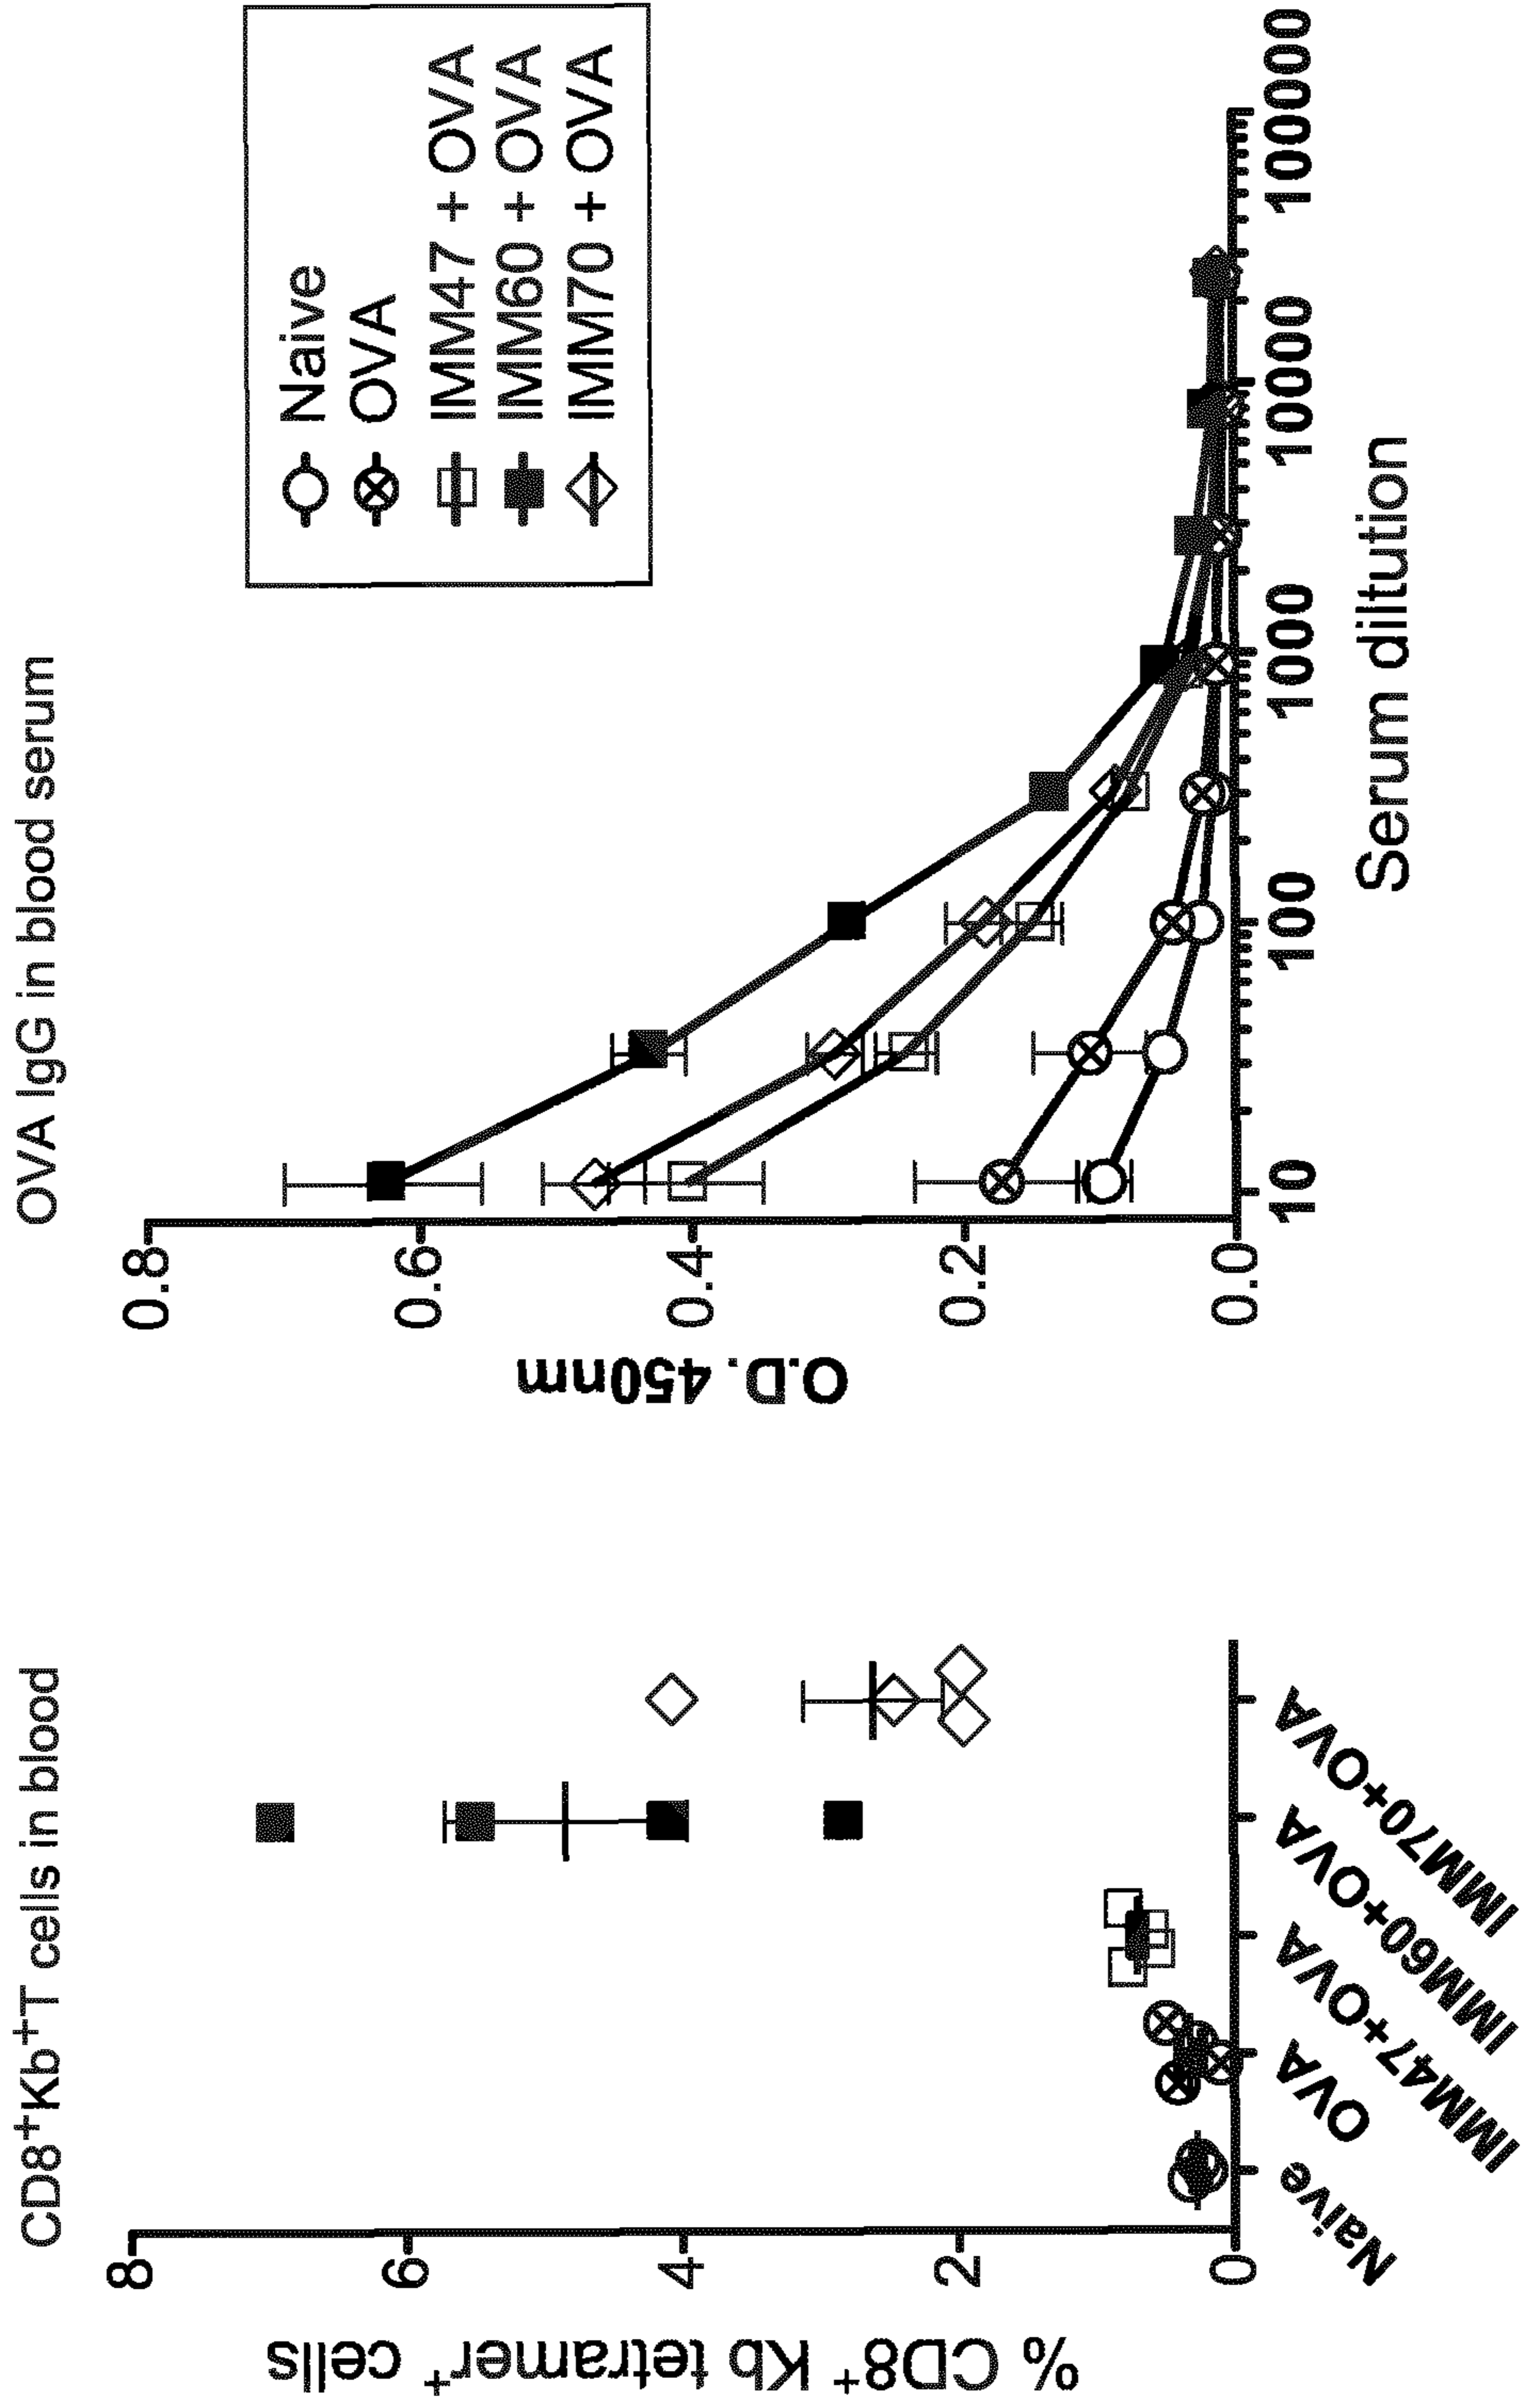 CD8⁺Kb⁺T cells in blood
% CD8⁺ Kb tetramer⁺ cells
8
6
4
2
0
Naive
OVA
IMM47+OVA
IMM60+OVA
IMM70+OVA
OVA IgG in blood serum
O.D. 450nm
0.8
0.6
0.4
0.2
0.0
10
100
1000
10000
100000
Serum dilution
Naive
OVA
IMM47 + OVA
IMM60 + OVA
IMM70 + OVA